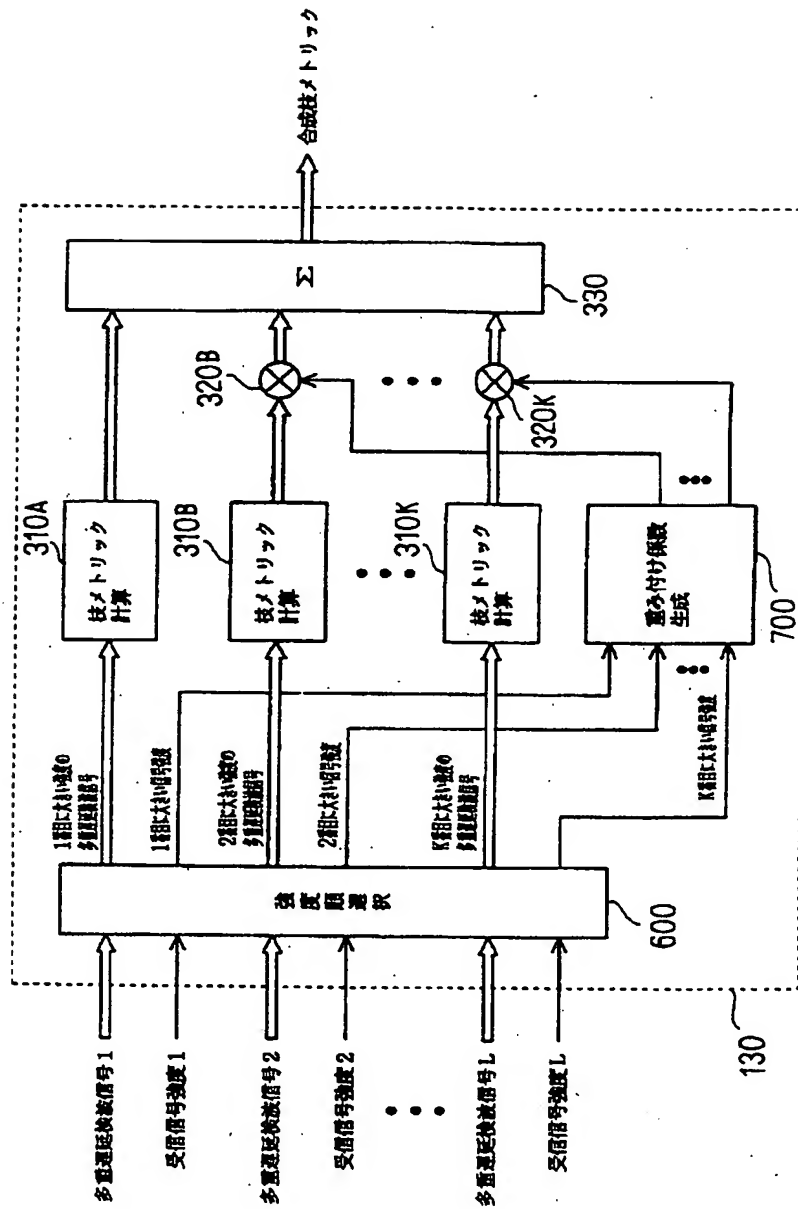 多重遅延検波信号1
受信信号強度1
多重遅延検波信号2
受信信号強度2
多重遅延検波信号L
受信信号強度L
130
強度順選択
600
1番目に大きい強度の
多重遅延検波信号
1番目に大きい信号強度
2番目に大きい強度の
多重遅延検波信号
2番目に大きい信号強度
K番目に大きい強度の
多重遅延検波信号
K番目に大きい信号強度
310A
枝メトリック
計算
310B
枝メトリック
計算
310K
枝メトリック
計算
重み付け係数
生成
700
320B
320K
Σ
330
合成枝メトリック